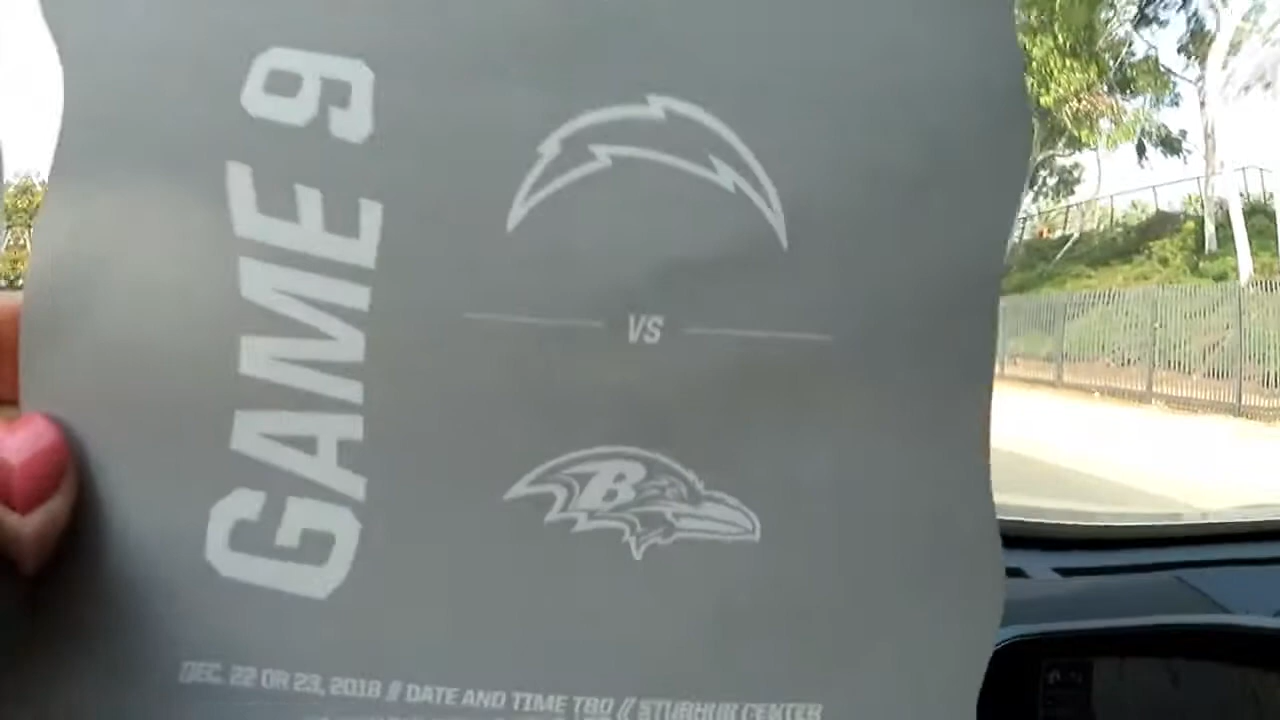 GAME 9
VS
B
DEC. 22 OR 23, 2018 // DATE AND TIME TBD // STUBHUB CENTER